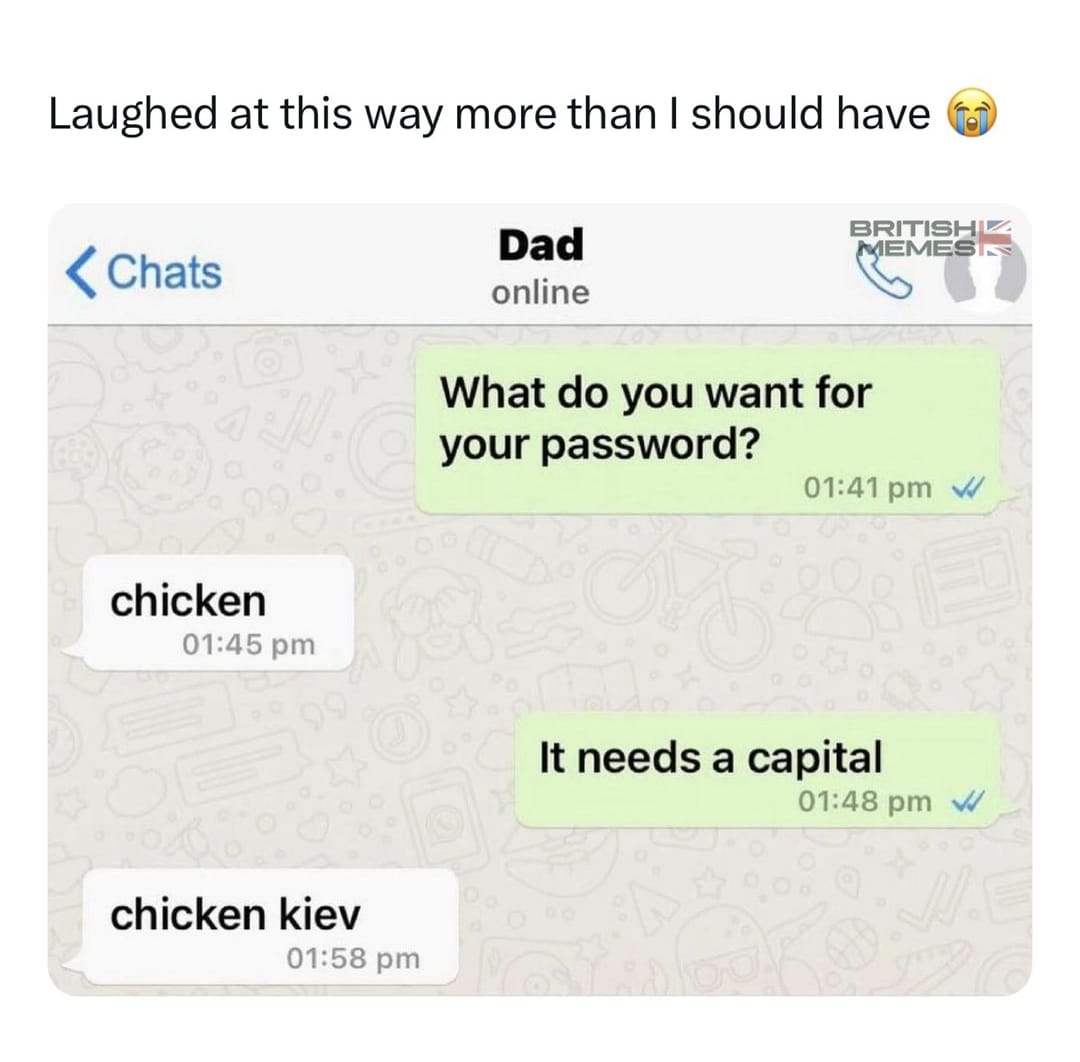 Laughed at this way more than I should have 😭
BRITISH
MEMES
Chats
Dad
online
What do you want for
your password?
01:41 pm
chicken
01:45 pm
It needs a capital
01:48 pm
chicken kiev
01:58 pm